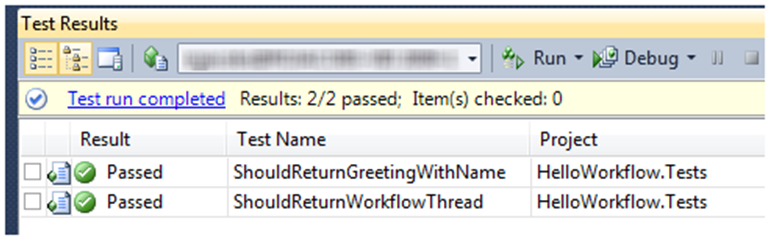 Test Results
Run Debug
Test run completed Results: 2/2 passed; Item(s) checked: 0
Result Test Name Project
Passed ShouldReturnGreetingWithName HelloWorkflow.Tests
Passed ShouldReturnWorkflowThread HelloWorkflow.Tests